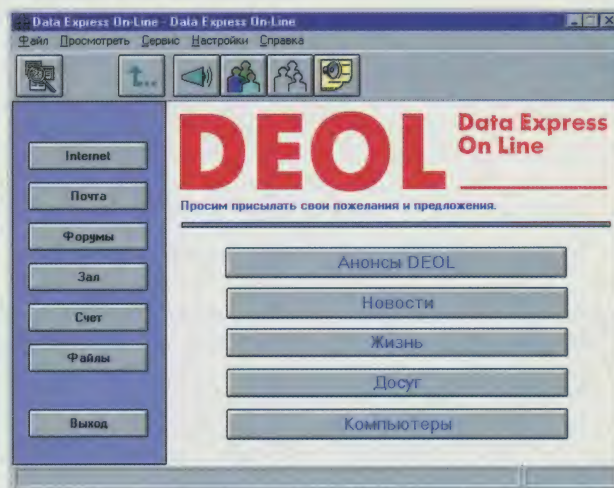 Data Express On-Line - Data Express On-Line
Файл Просмотреть Сервис Настройки Справка
Internet
Почта
Форумы
Зал
Счет
Файлы
Выход
DEOL
Data Express
On Line
Просим присылать свои пожелания и предложения.
Анонсы DEOL
Новости
Жизнь
Досуг
Компьютеры